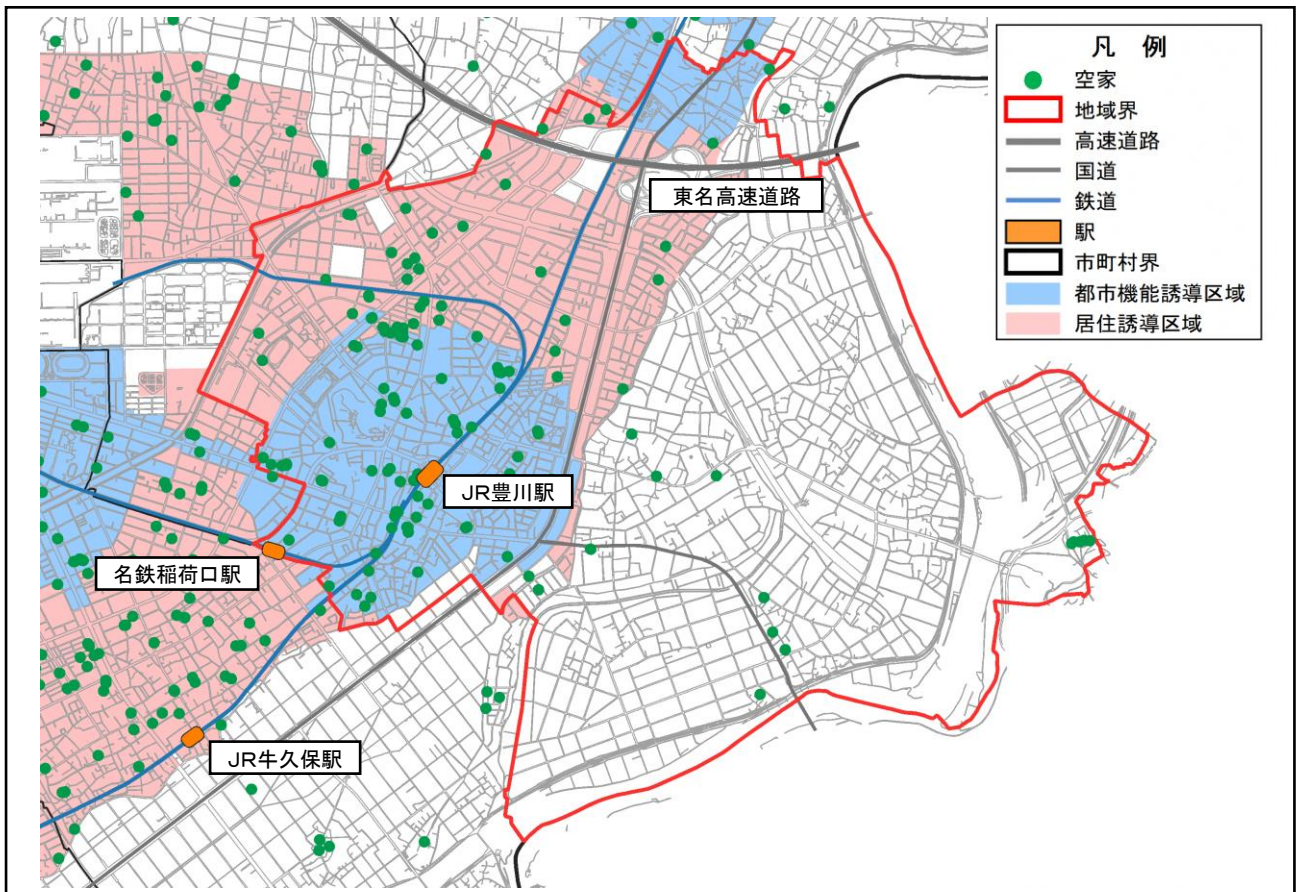 凡 例
空家
地域界
高速道路
国道
鉄道
駅
市町村界
都市機能誘導区域
居住誘導区域
東名高速道路
JR豊川駅
名鉄稲荷口駅
JR牛久保駅